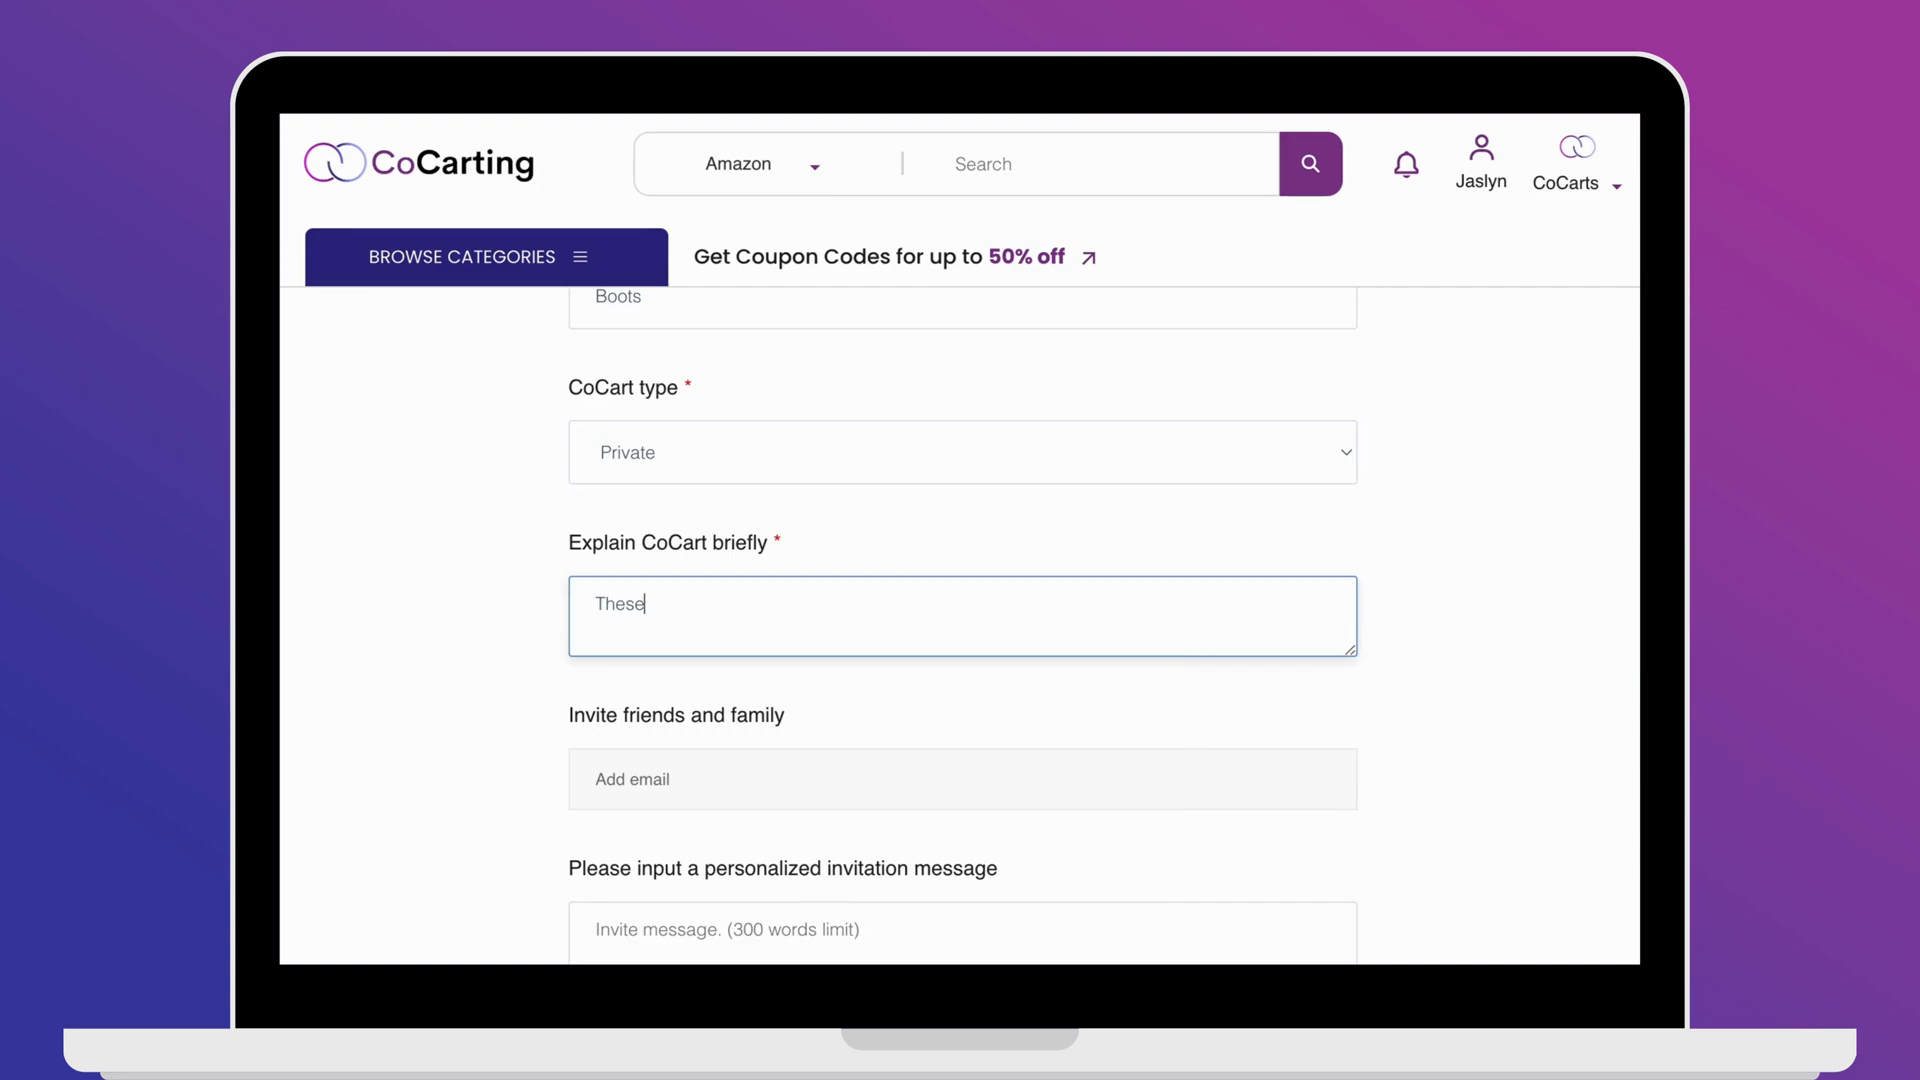 CoCarting
Amazon
Search
Jaslyn
CoCarts
BROWSE CATEGORIES
Get Coupon Codes for up to 50% off
Boots
CoCart type *
Private
Explain CoCart briefly *
These
Invite friends and family
Add email
Please input a personalized invitation message
Invite message. (300 words limit)